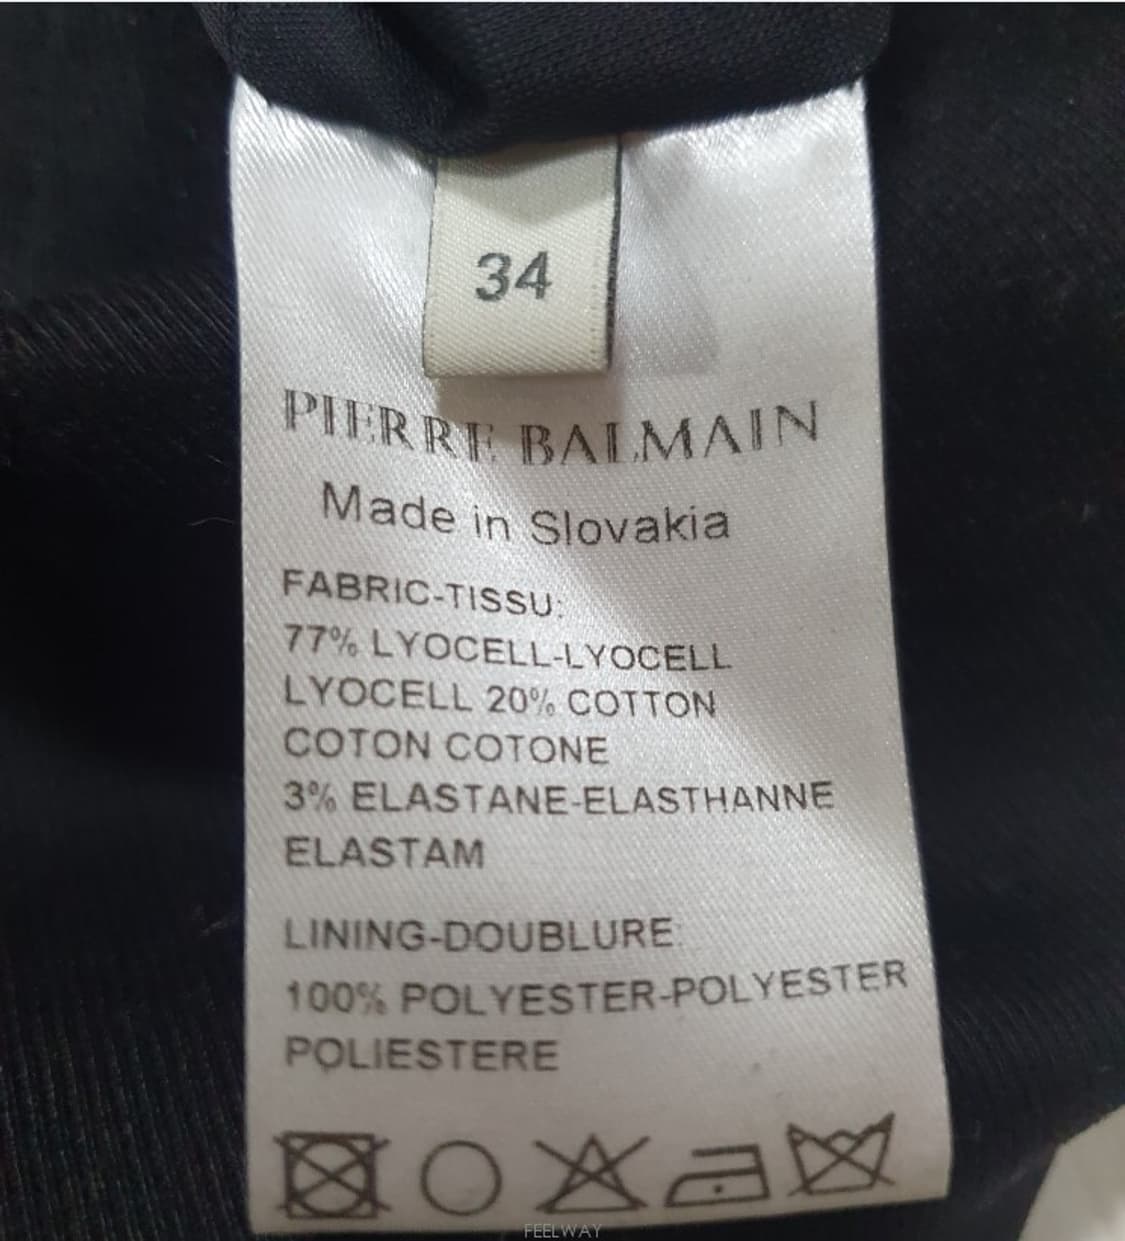 34
PIERRE BALMAIN
Made in Slovakia
FABRIC-TISSU:
77% LYOCELL-LYOCELL
LYOCELL 20% COTTON
COTON COTONE
3% ELASTANE-ELASTHANNE
ELASTAM
LINING-DOUBLURE:
100% POLYESTER-POLYESTER
POLIESTERE
FEELWAY